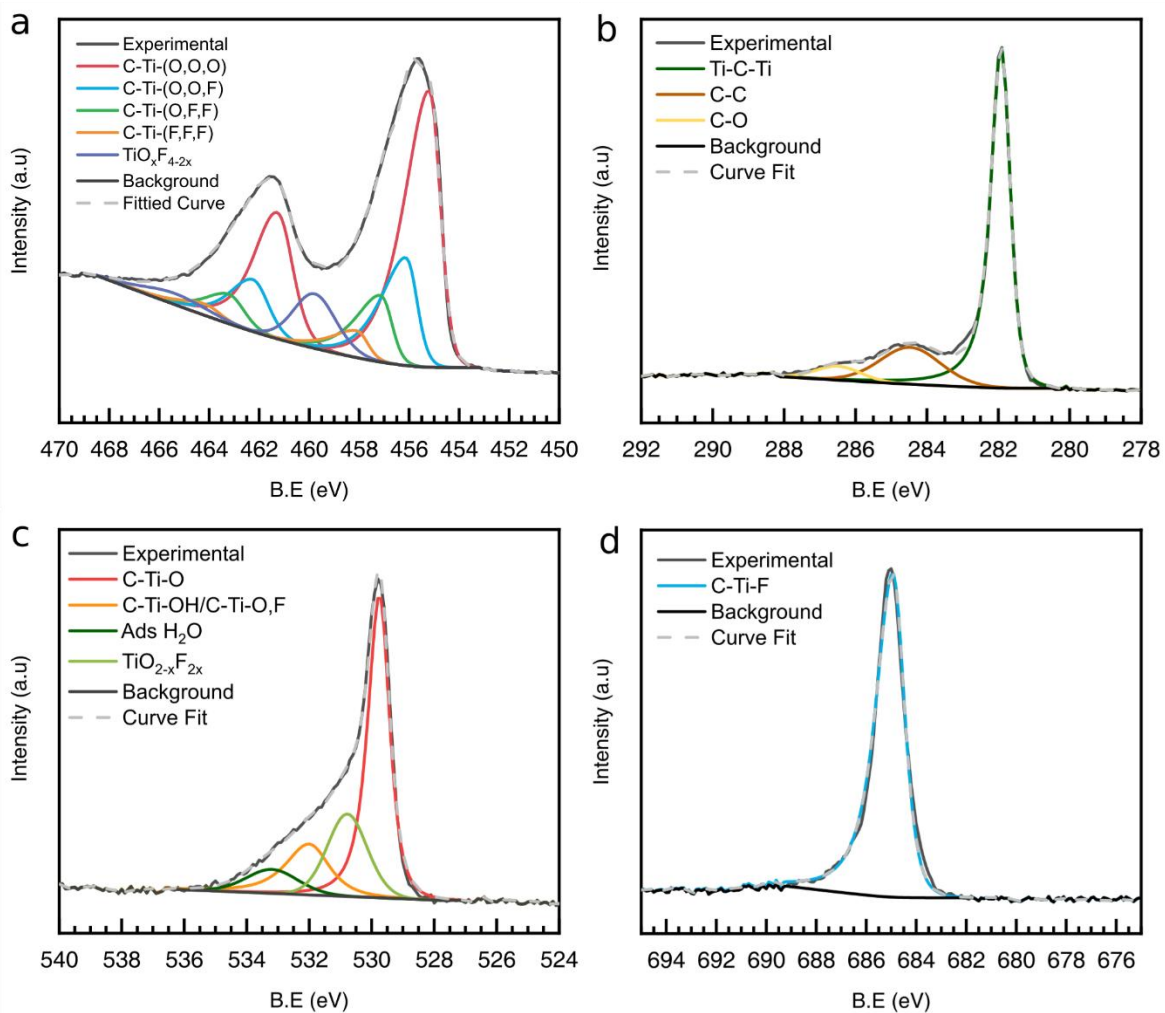 a
Experimental
C-Ti-(O,O,O)
C-Ti-(O,O,F)
C-Ti-(O,F,F)
C-Ti-(F,F,F)
TiOₓF₄₋₂ₓ
Background
Fittied Curve
Intensity (a.u)
470 468 466 464 462 460 458 456 454 452 450
B.E (eV)
b
Experimental
Ti-C-Ti
C-C
C-O
Background
Curve Fit
Intensity (a.u)
292 290 288 286 284 282 280 278
B.E (eV)
c
Experimental
C-Ti-O
C-Ti-OH/C-Ti-O,F
Ads H₂O
TiO₂₋ₓF₂ₓ
Background
Curve Fit
Intensity (a.u)
540 538 536 534 532 530 528 526 524
B.E (eV)
d
Experimental
C-Ti-F
Background
Curve Fit
Intensity (a.u)
694 692 690 688 686 684 682 680 678 676
B.E (eV)